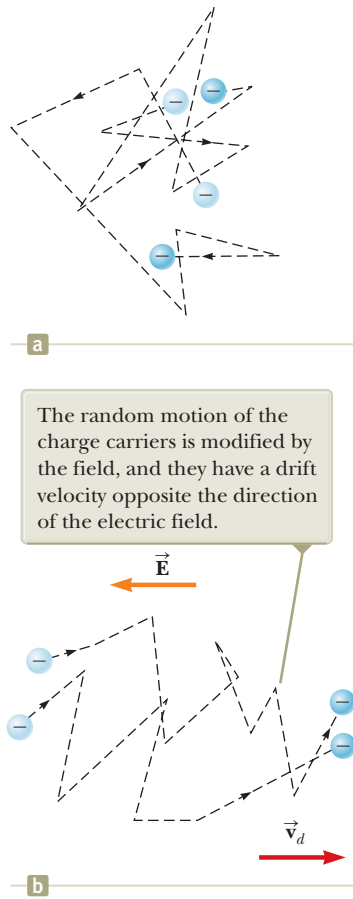 −
−
−
−
a
The random motion of the
charge carriers is modified by
the field, and they have a drift
velocity opposite the direction
of the electric field.
E⃗
−
−
−
−
v⃗d
b